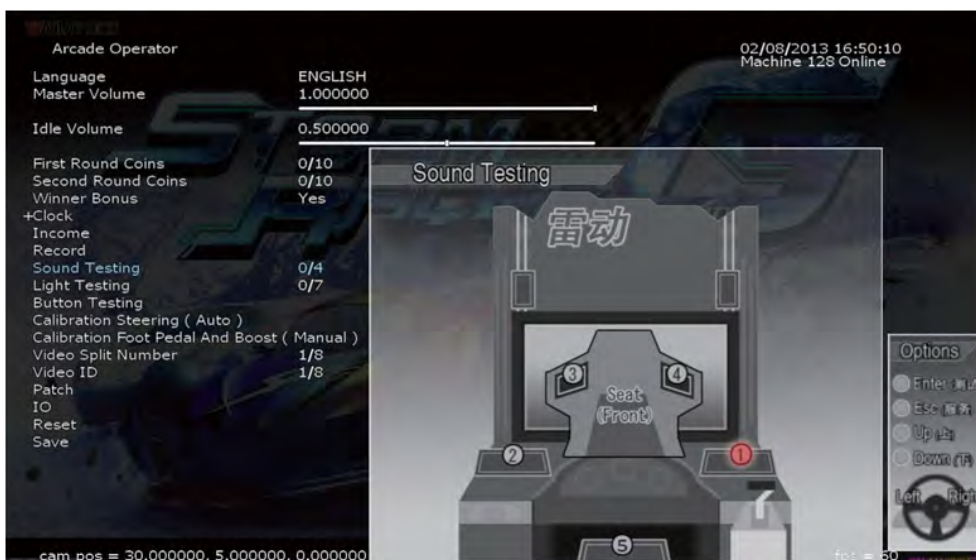 Arcade Operator
02/08/2013 16:50:10
Machine 128 Online
Language ENGLISH
Master Volume 1.000000
Idle Volume 0.500000
First Round Coins 0/10
Second Round Coins 0/10
Winner Bonus Yes
+Clock
Income
Record
Sound Testing 0/4
Light Testing 0/7
Button Testing
Calibration Steering ( Auto )
Calibration Foot Pedal And Boost ( Manual )
Video Split Number 1/8
Video ID 1/8
Patch
IO
Reset
Save
STORM
RACER
G
Sound Testing
雷动
3
4
Seat
(Front)
2
1
5
Options
Enter
Esc
Up (上)
Down (下)
Left Right
cam pos = 30.000000, 5.000000, 0.000000
fps = 60